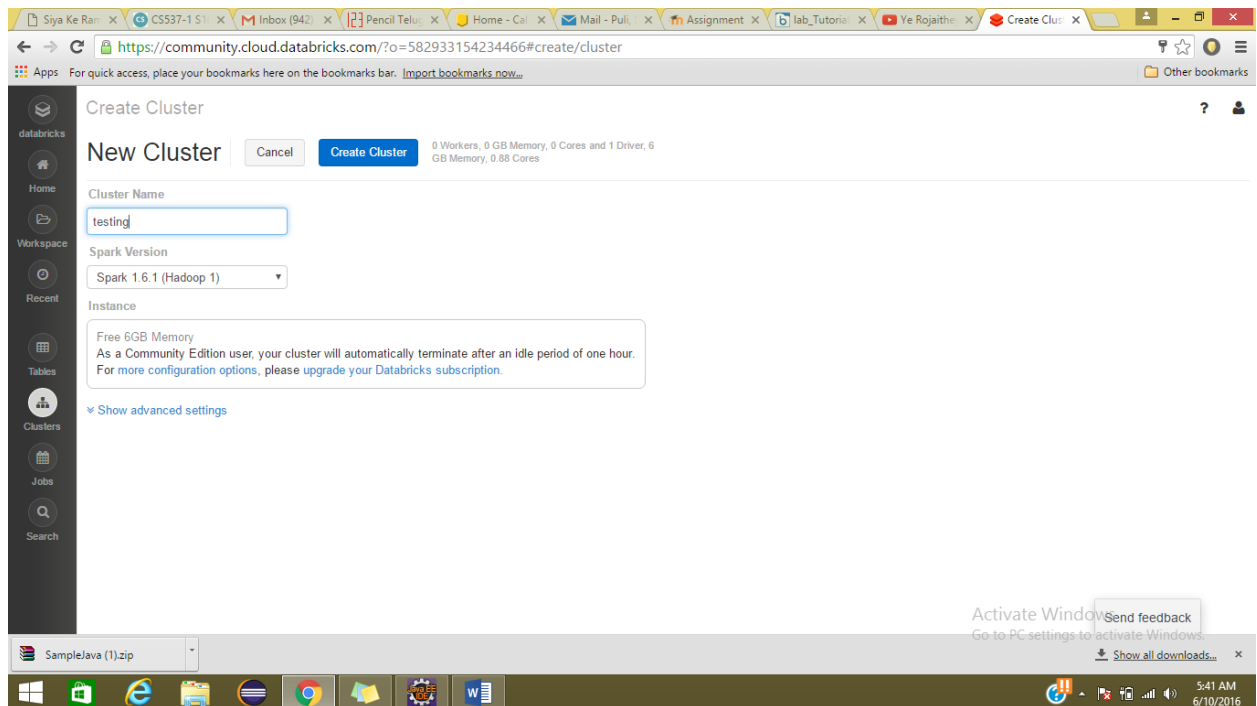 Siya Ke Ram
CS537-1 S1
Inbox (942)
Pencil Telug
Home - Cal
Mail - Puli,
Assignment
lab_Tutorial
Ye Rojaithe
Create Clus
https://community.cloud.databricks.com/?o=582933154234466#create/cluster
Apps For quick access, place your bookmarks here on the bookmarks bar. Import bookmarks now...
Other bookmarks
databricks
Home
Workspace
Recent
Tables
Clusters
Jobs
Search
Create Cluster
?
New Cluster
Cancel
Create Cluster
0 Workers, 0 GB Memory, 0 Cores and 1 Driver, 6
GB Memory, 0.88 Cores
Cluster Name
testing
Spark Version
Spark 1.6.1 (Hadoop 1)
Instance
Free 6GB Memory
As a Community Edition user, your cluster will automatically terminate after an idle period of one hour.
For more configuration options, please upgrade your Databricks subscription.
Show advanced settings
Activate Windows
Go to PC settings to activate Windows.
Send feedback
SampleJava (1).zip
Show all downloads...
Java EE
IDE
5:41 AM
6/10/2016